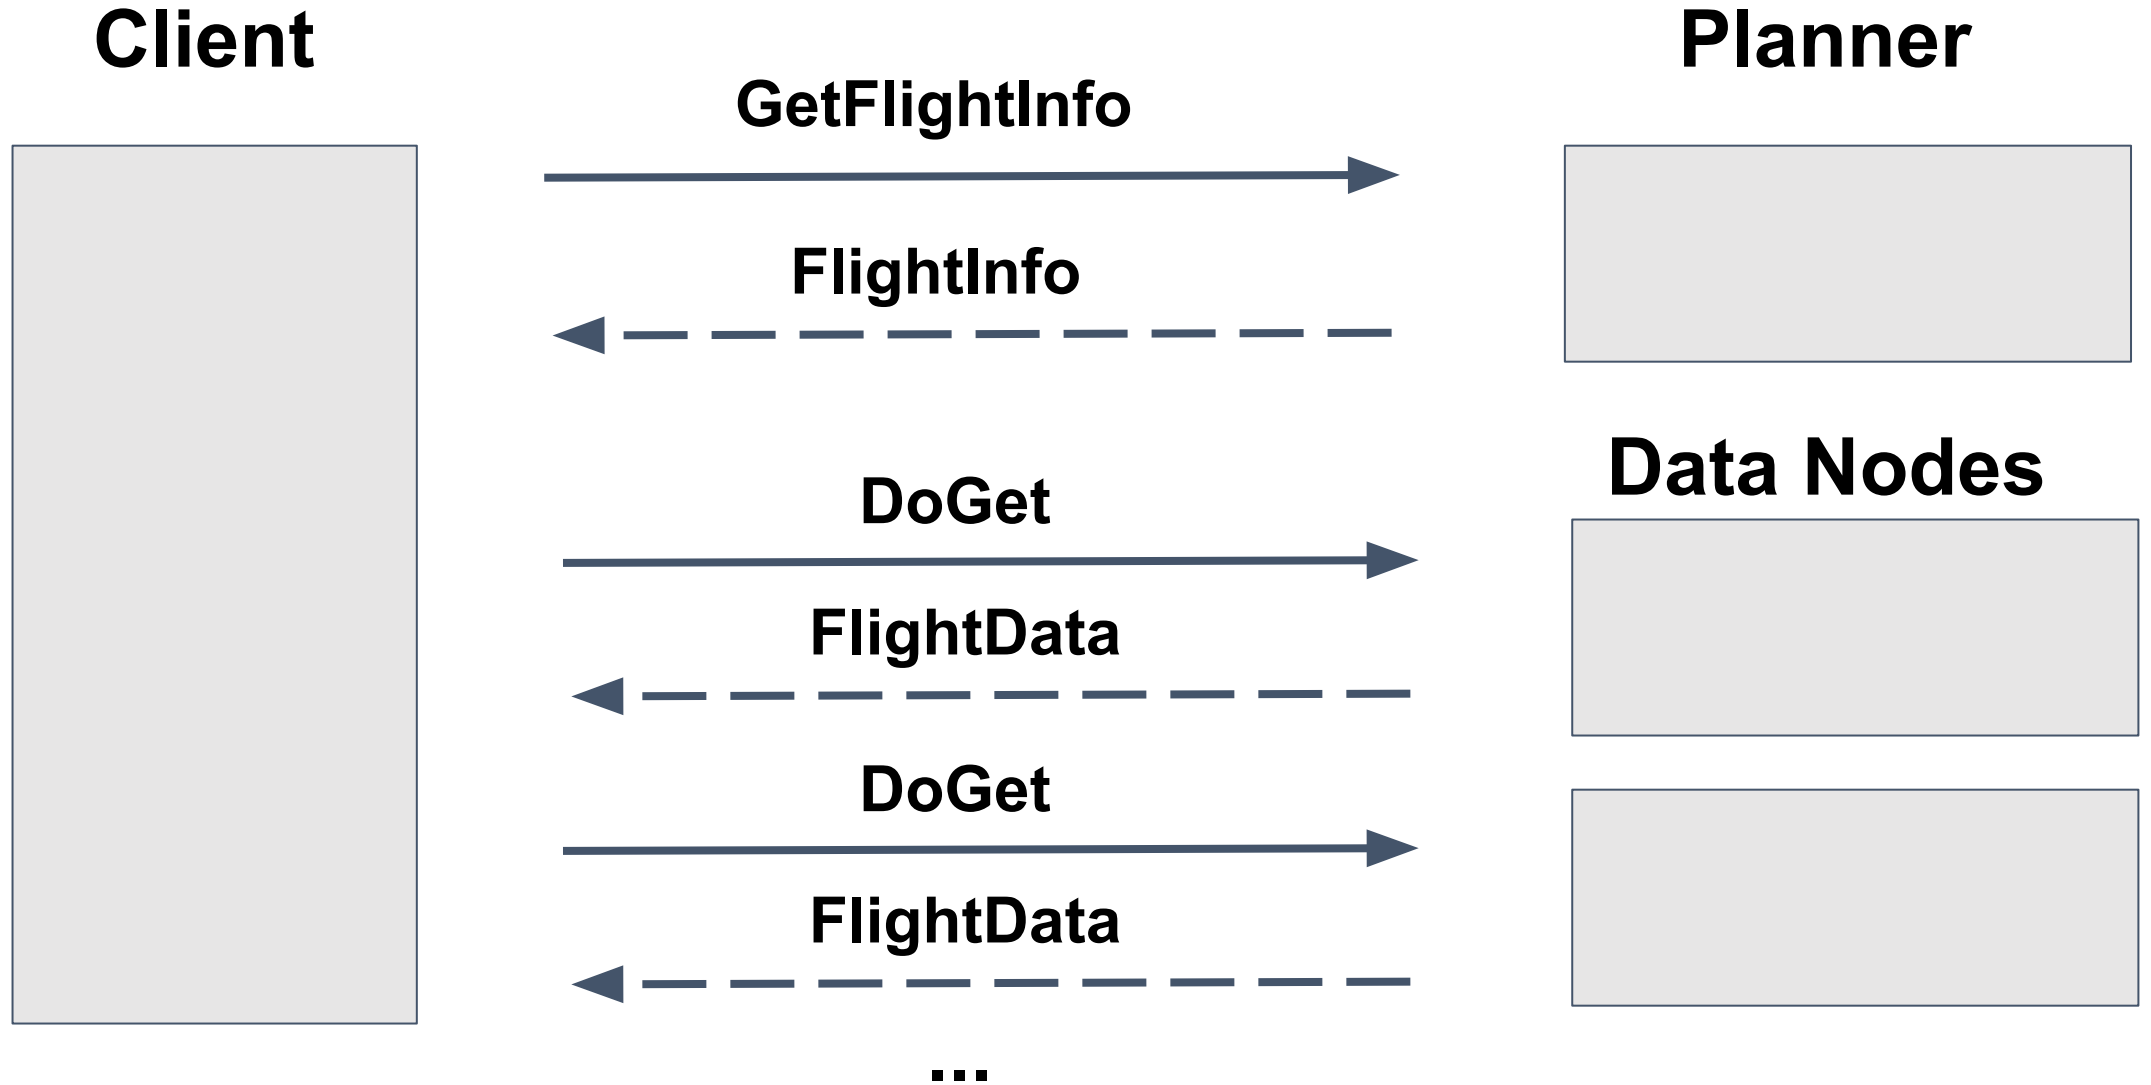 Client
Planner
GetFlightInfo
FlightInfo
Data Nodes
DoGet
FlightData
DoGet
FlightData
...